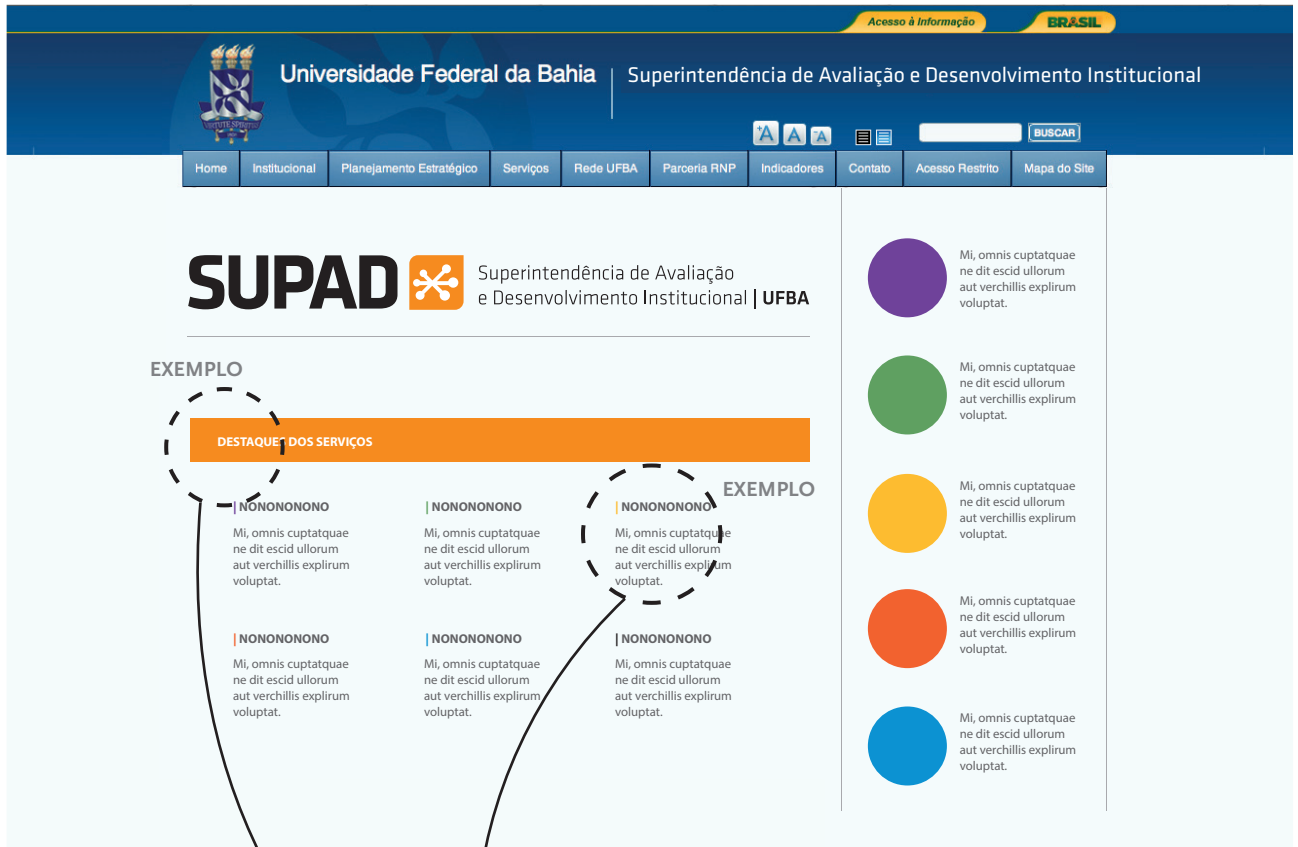 Acesso à Informação
BRASIL
Universidade Federal da Bahia
Superintendência de Avaliação e Desenvolvimento Institucional
+A A -A
BUSCAR
Home Institucional Planejamento Estratégico Serviços Rede UFBA Parceria RNP Indicadores Contato Acesso Restrito Mapa do Site
SUPAD
Superintendência de Avaliação
e Desenvolvimento Institucional | UFBA
EXEMPLO
DESTAQUES DOS SERVIÇOS
EXEMPLO
NONONONONO
Mi, omnis cuptatquae
ne dit escid ullorum
aut verchillis explirum
voluptat.
NONONONONO
Mi, omnis cuptatquae
ne dit escid ullorum
aut verchillis explirum
voluptat.
NONONONONO
Mi, omnis cuptatquae
ne dit escid ullorum
aut verchillis explirum
voluptat.
NONONONONO
Mi, omnis cuptatquae
ne dit escid ullorum
aut verchillis explirum
voluptat.
NONONONONO
Mi, omnis cuptatquae
ne dit escid ullorum
aut verchillis explirum
voluptat.
NONONONONO
Mi, omnis cuptatquae
ne dit escid ullorum
aut verchillis explirum
voluptat.
Mi, omnis cuptatquae
ne dit escid ullorum
aut verchillis explirum
voluptat.
Mi, omnis cuptatquae
ne dit escid ullorum
aut verchillis explirum
voluptat.
Mi, omnis cuptatquae
ne dit escid ullorum
aut verchillis explirum
voluptat.
Mi, omnis cuptatquae
ne dit escid ullorum
aut verchillis explirum
voluptat.
Mi, omnis cuptatquae
ne dit escid ullorum
aut verchillis explirum
voluptat.